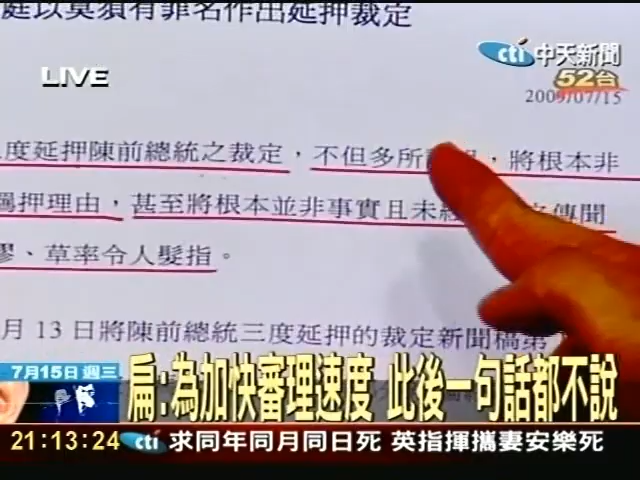 庭以莫須有罪名作出延押裁定
cti 中天新聞
52台
LIVE
2009/07/15
度延押陳前總統之裁定，不但多所，將根本非
押理由，甚至將根本並非事實且未經傳聞
謬、草率令人髮指。
月13日將陳前總統三度延押的裁定新聞稿第
7月15日 週三
扁:為加快審理速度 此後一句話都不說
21:13:24 cti 求同年同月同日死 英指揮攜妻安樂死